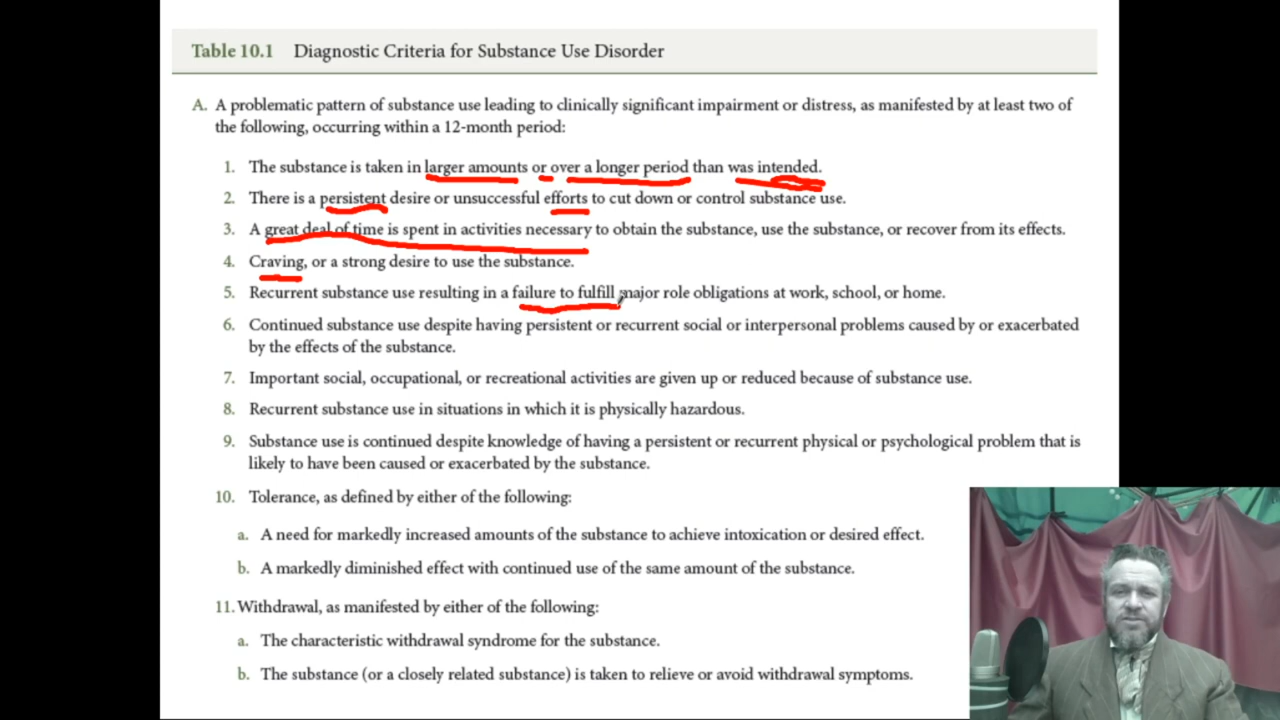 Table 10.1 Diagnostic Criteria for Substance Use Disorder
A. A problematic pattern of substance use leading to clinically significant impairment or distress, as manifested by at least two of
the following, occurring within a 12-month period:
1. The substance is taken in larger amounts or over a longer period than was intended.
2. There is a persistent desire or unsuccessful efforts to cut down or control substance use.
3. A great deal of time is spent in activities necessary to obtain the substance, use the substance, or recover from its effects.
4. Craving, or a strong desire to use the substance.
5. Recurrent substance use resulting in a failure to fulfill major role obligations at work, school, or home.
6. Continued substance use despite having persistent or recurrent social or interpersonal problems caused by or exacerbated
by the effects of the substance.
7. Important social, occupational, or recreational activities are given up or reduced because of substance use.
8. Recurrent substance use in situations in which it is physically hazardous.
9. Substance use is continued despite knowledge of having a persistent or recurrent physical or psychological problem that is
likely to have been caused or exacerbated by the substance.
10. Tolerance, as defined by either of the following:
a. A need for markedly increased amounts of the substance to achieve intoxication or desired effect.
b. A markedly diminished effect with continued use of the same amount of the substance.
11. Withdrawal, as manifested by either of the following:
a. The characteristic withdrawal syndrome for the substance.
b. The substance (or a closely related substance) is taken to relieve or avoid withdrawal symptoms.